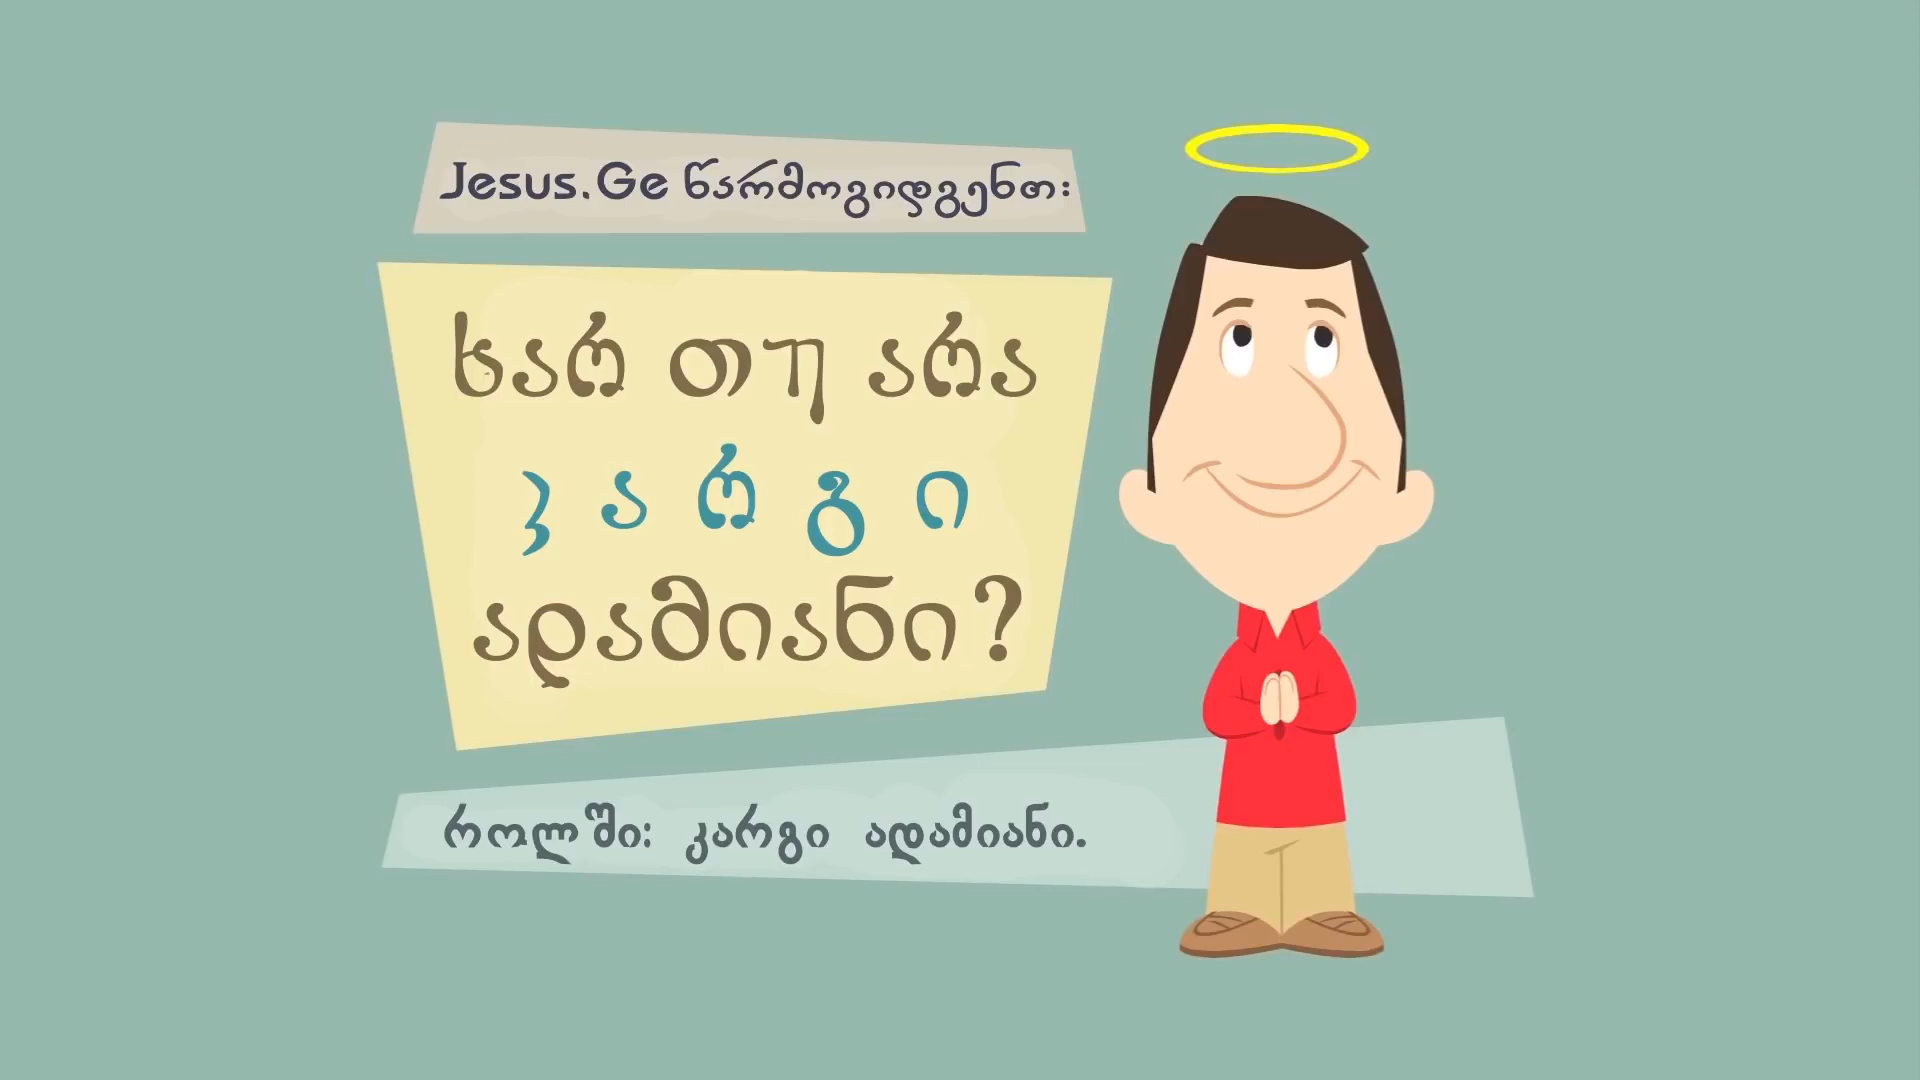 Jesus.Ge წარმოგიდგენთ:
ხარ თუ არა
კარგი
ადამიანი?
როლში: კარგი ადამიანი.